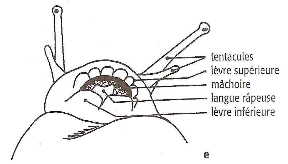 tentacules
lèvre supérieure
mâchoire
langue râpeuse
lèvre inférieure
e